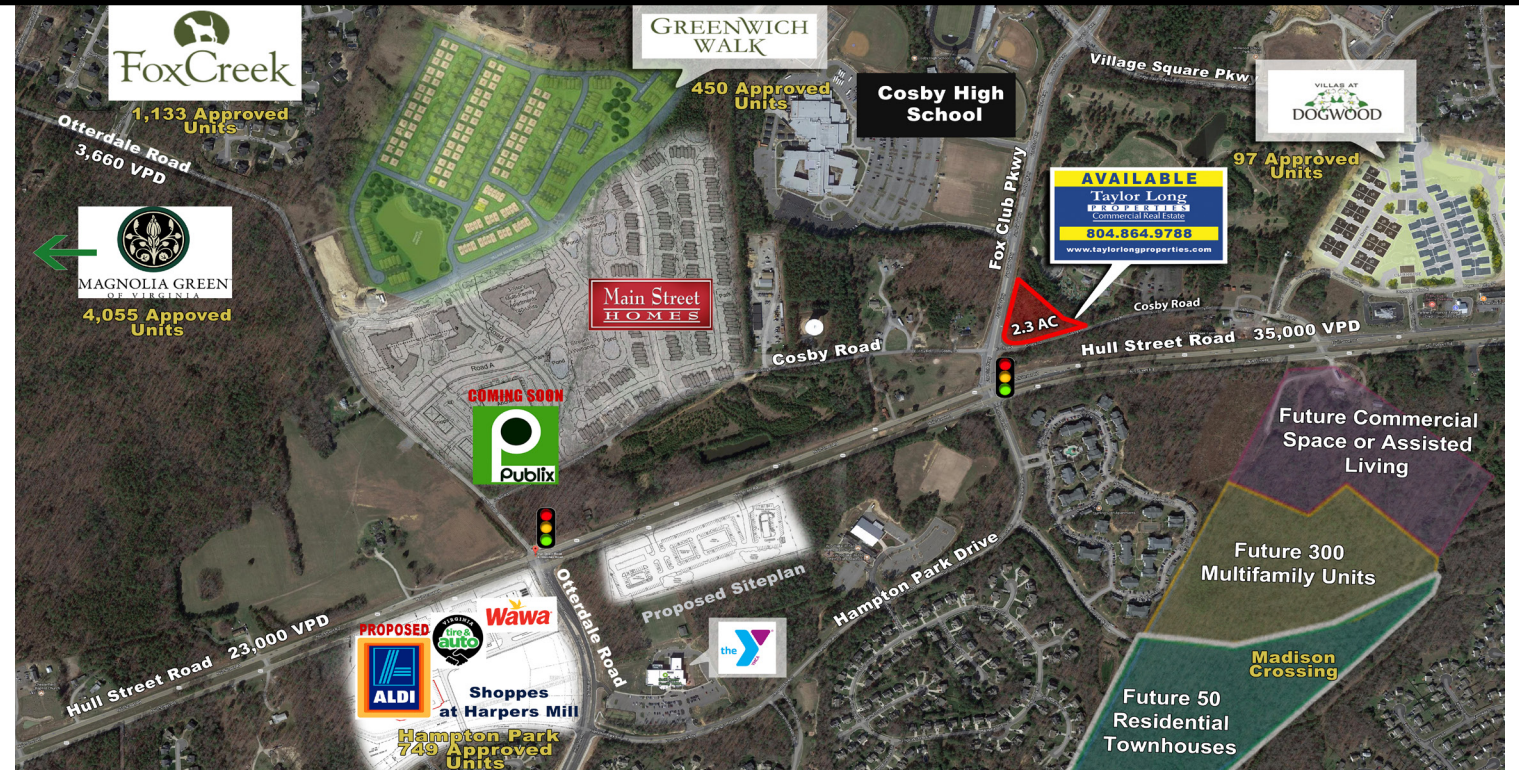 FoxCreek
1,133 Approved
Units
GREENWICH
WALK
450 Approved
Units
Cosby High
School
Village Square Pkwy
VILLAS AT
DOGWOOD
97 Approved
Units
Otterdale Road
3,660 VPD
MAGNOLIA GREEN
OF VIRGINIA
4,055 Appoved
Units
Main Street
HOMES
Fox Club Pkwy
AVAILABLE
Taylor Long
PROPERTIES
Commercial Real Estate
804.864.9788
www.taylorlongproperties.com
2.3 AC
Cosby Road
Hull Street Road 35,000 VPD
Cosby Road
Road A
COMING SOON
Publix
Future Commercial
Space or Assisted
Living
Future 300
Multifamily Units
Madison
Crossing
Future 50
Residential
Townhouses
Proposed Siteplan
Hampton Park Drive
Otterdale Road
the
YMCA
Hull Street Road 23,000 VPD
PROPOSED
ALDI
VIRGINIA
tire &
auto
Wawa
Shoppes
at Harpers Mill
Hampton Park
749 Approved
Units